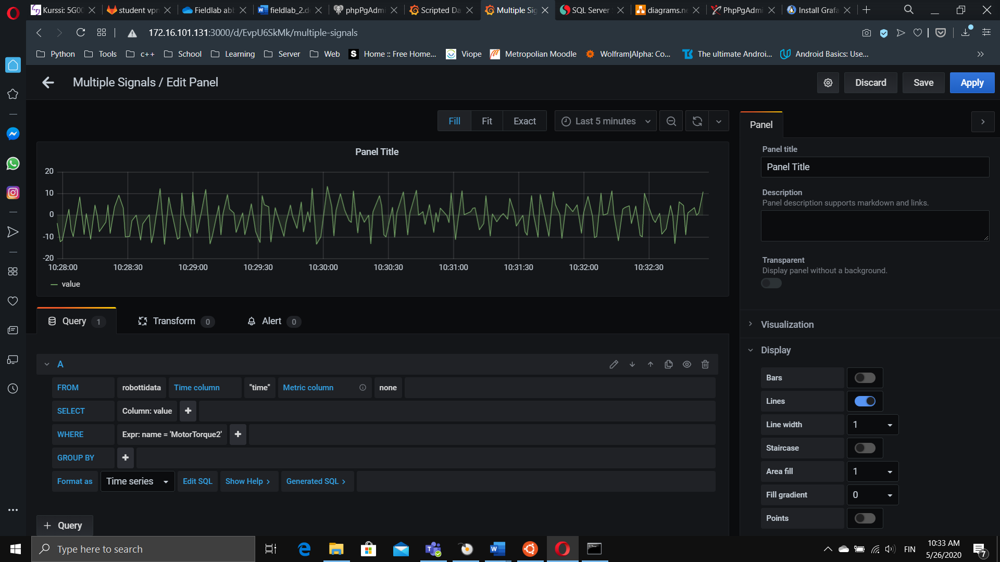 Kurssi: 5G00
student vpn
Fieldlab abb
fieldlab_2.d
phpPgAdmi
Scripted Da
Multiple Sig
SQL Server
diagrams.ne
PhpPgAdmi
Install Grafa
172.16.101.131:3000/d/EvpU6SkMk/multiple-signals
Python Tools c++ School Learning Server Web Home :: Free Home... Viope Metropolian Moodle Wolfram|Alpha: Co... The ultimate Androi... Android Basics: Use...
Multiple Signals / Edit Panel
Discard Save Apply
Fill Fit Exact Last 5 minutes
Panel
Panel title
Panel Title
Description
Panel description supports markdown and links.
Transparent
Display panel without a background.
Visualization
Display
Bars
Lines
Line width 1
Staircase
Area fill 1
Fill gradient 0
Points
Panel Title
20
10
0
-10
-20
10:28:00 10:28:30 10:29:00 10:29:30 10:30:00 10:30:30 10:31:00 10:31:30 10:32:00 10:32:30
value
Query 1 Transform 0 Alert 0
A
FROM robottidata Time column "time" Metric column none
SELECT Column: value +
WHERE Expr: name = 'MotorTorque2' +
GROUP BY +
Format as Time series Edit SQL Show Help > Generated SQL >
+ Query
Type here to search
FIN
10:33 AM
5/26/2020
7